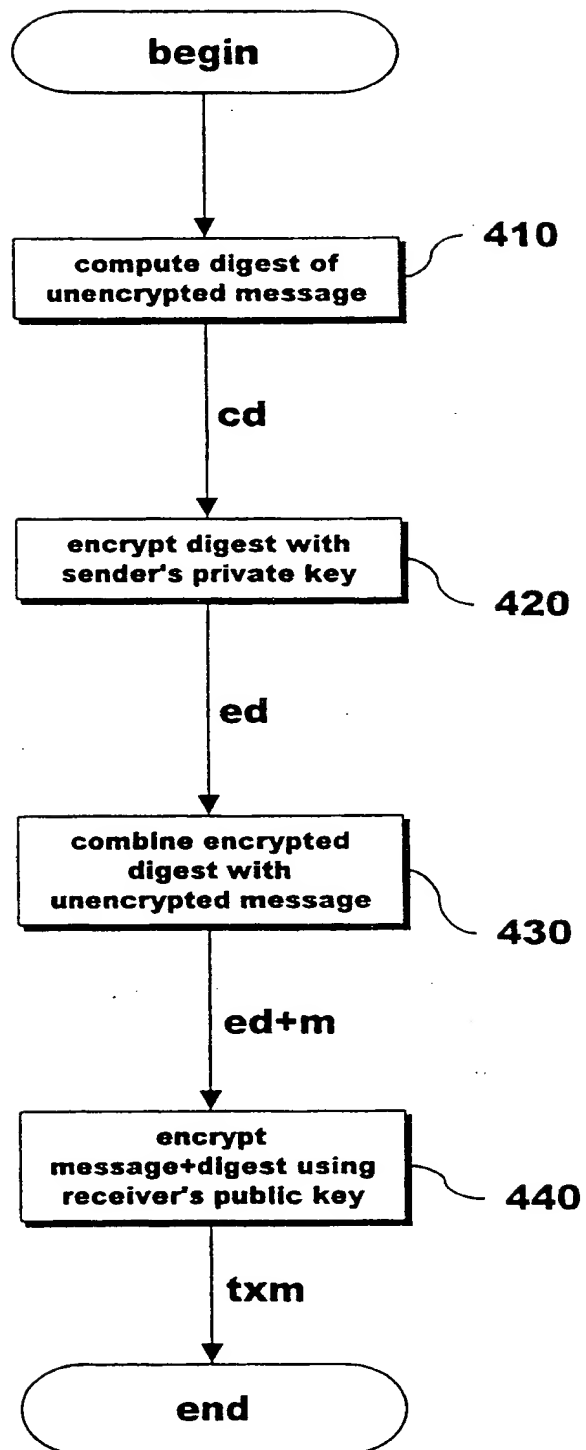 begin
compute digest of
unencrypted message
410
cd
encrypt digest with
sender's private key
420
ed
combine encrypted
digest with
unencrypted message
430
ed+m
encrypt
message+digest using
receiver's public key
440
txm
end